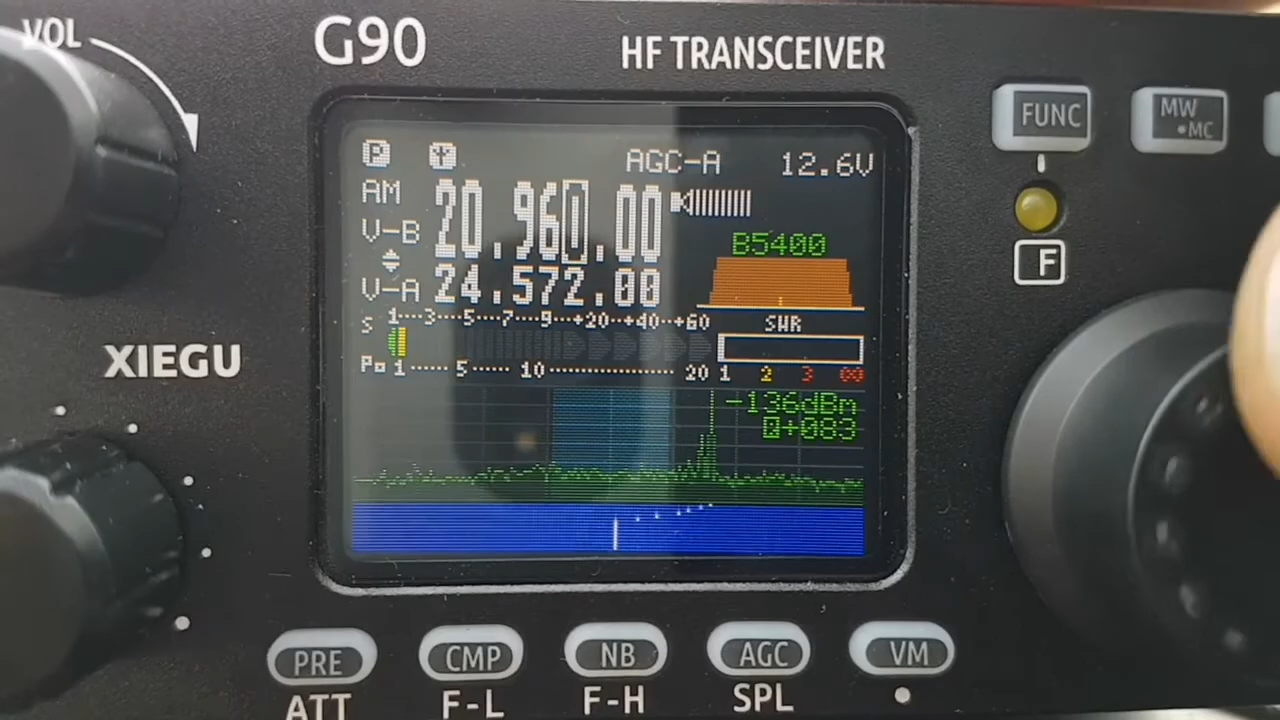 VOL
G90
HF TRANSCEIVER
FUNC
MW
•MC
P
AGC-A
12.6V
AM
20.960.00
V-B
B5400
V-A
24.572.00
S 1···3···5···7···9···+20···+40···+60
SWR
Po 1·····5·····10···············20
1 2 3 ∞
-136dBm
+083
F
XIEGU
PRE
CMP
NB
AGC
VM
ATT
F-L
F-H
SPL